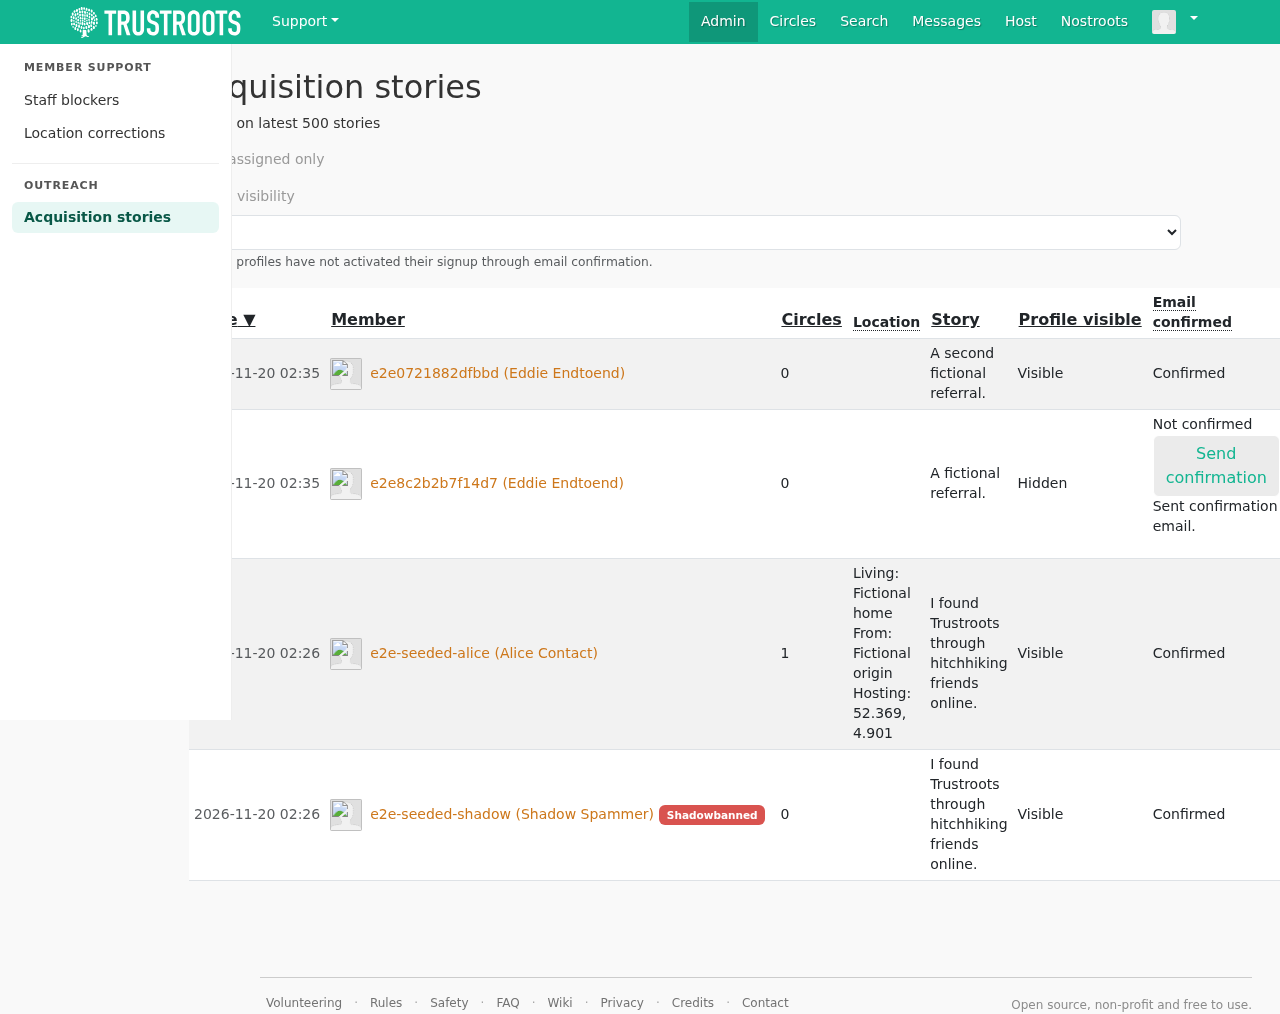 TRUSTROOTS Support Admin Circles Search Messages Host Nostroots
MEMBER SUPPORT
Staff blockers
Location corrections
OUTREACH
Acquisition stories
quisition stories
on latest 500 stories
assigned only
visibility
profiles have not activated their signup through email confirmation.
e ▼ Member Circles Location Story Profile visible Email
confirmed
-11-20 02:35 e2e0721882dfbbd (Eddie Endtoend) 0 A second
fictional
referral. Visible Confirmed
-11-20 02:35 e2e8c2b2b7f14d7 (Eddie Endtoend) 0 A fictional
referral. Hidden Not confirmed
Send
confirmation
Sent confirmation
email.
-11-20 02:26 e2e-seeded-alice (Alice Contact) 1 Living:
Fictional
home
From:
Fictional
origin
Hosting:
52.369,
4.901
I found
Trustroots
through
hitchhiking
friends
online.
Visible Confirmed
2026-11-20 02:26 e2e-seeded-shadow (Shadow Spammer) Shadowbanned 0 I found
Trustroots
through
hitchhiking
friends
online.
Visible Confirmed
Volunteering · Rules · Safety · FAQ · Wiki · Privacy · Credits · Contact
Open source, non-profit and free to use.